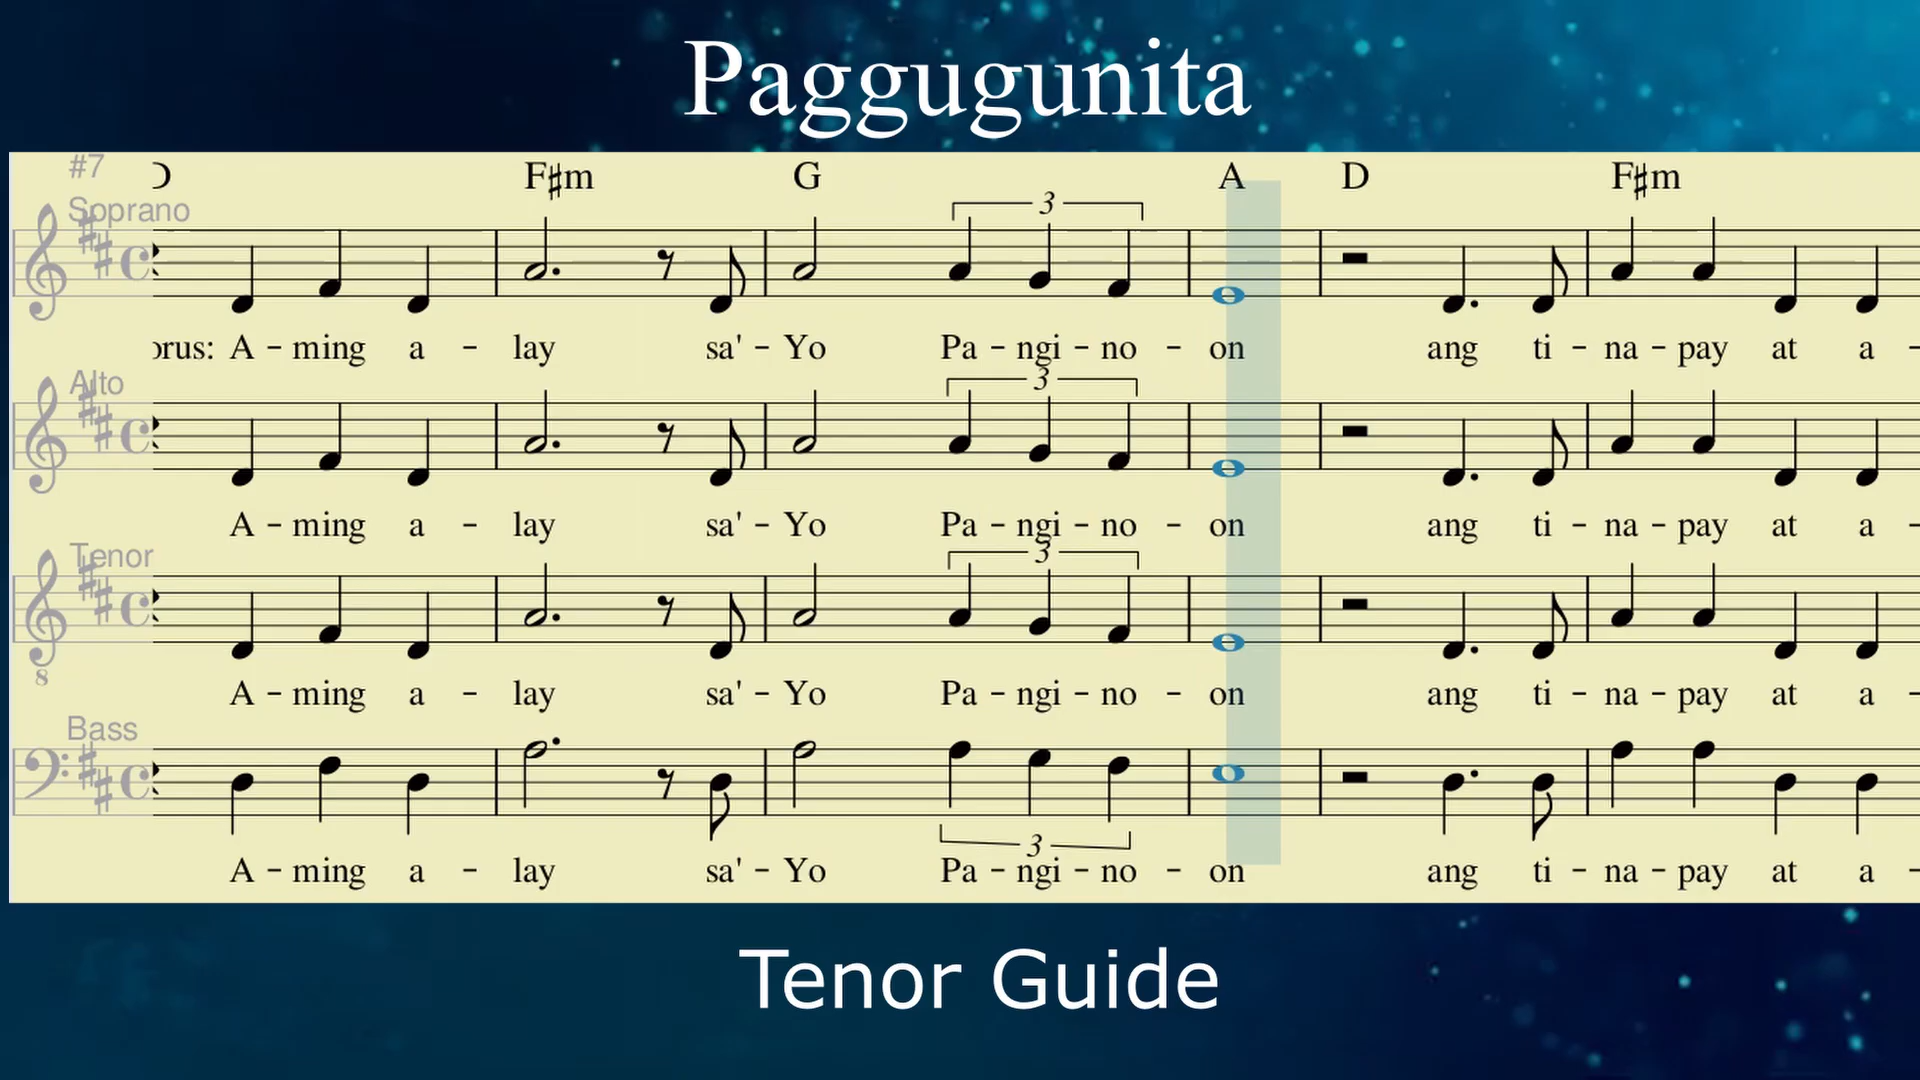 Paggugunita
#7
D F♯m G A D F♯m
Soprano
3
orus: A - ming a - lay sa' - Yo Pa - ngi - no - on ang ti - na - pay at a -
Alto
3
A - ming a - lay sa' - Yo Pa - ngi - no - on ang ti - na - pay at a -
Tenor
3
8
A - ming a - lay sa' - Yo Pa - ngi - no - on ang ti - na - pay at a -
Bass
3
A - ming a - lay sa' - Yo Pa - ngi - no - on ang ti - na - pay at a -
Tenor Guide